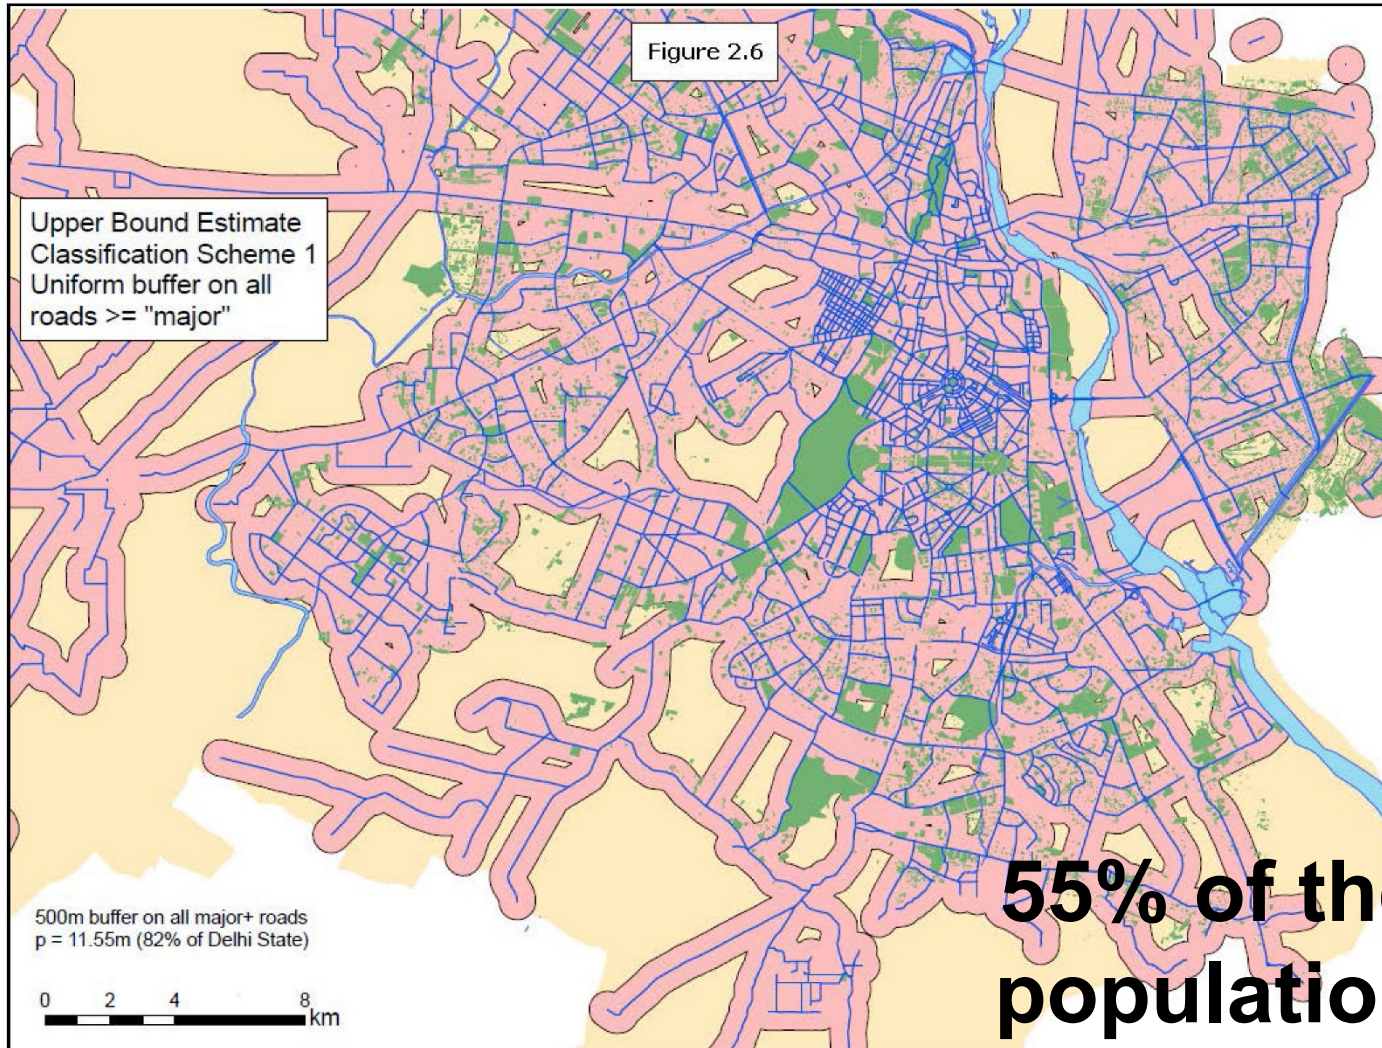 Figure 2.6
Upper Bound Estimate
Classification Scheme 1
Uniform buffer on all
roads >= "major"
500m buffer on all major+ roads
p = 11.55m (82% of Delhi State)
0 2 4 8
km
55% of the
populatio